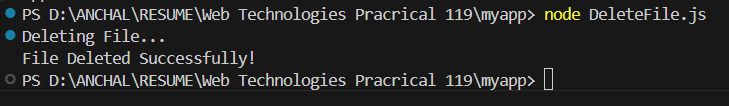 PS D:\ANCHAL\RESUME\Web Technologies Pracrical 119\myapp> node DeleteFile.js
Deleting File...
File Deleted Successfully!
PS D:\ANCHAL\RESUME\Web Technologies Pracrical 119\myapp>